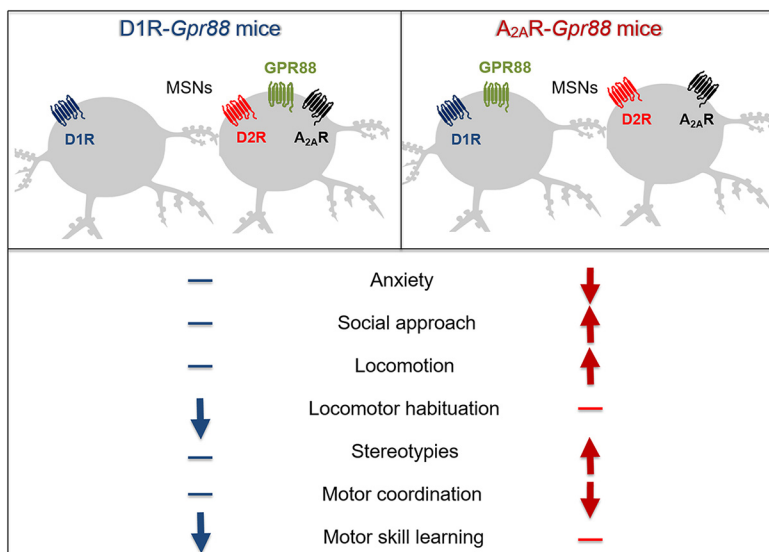 D1R-Gpr88 mice
A2AR-Gpr88 mice
GPR88
MSNs
D1R
D2R
A2AR
GPR88
MSNs
D1R
D2R
A2AR
— Anxiety
— Social approach
— Locomotion
Locomotor habituation —
— Stereotypies
— Motor coordination
Motor skill learning —